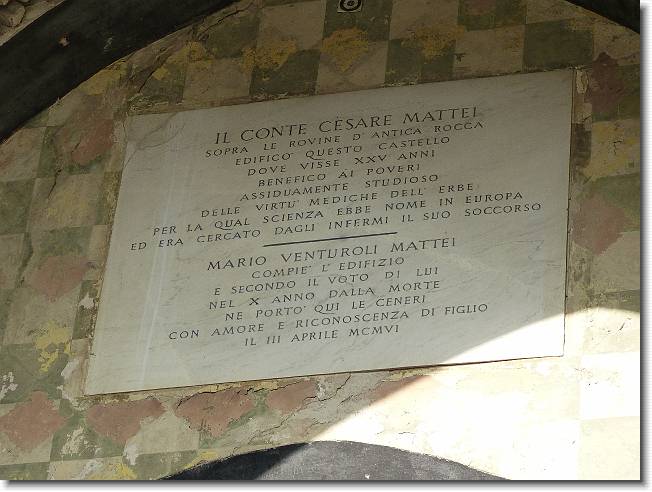 IL CONTE CESARE MATTEI
SOPRA LE ROVINE D'ANTICA ROCCA
EDIFICO' QUESTO CASTELLO
DOVE VISSE XXV ANNI
BENEFICO AI POVERI
ASSIDUAMENTE STUDIOSO
DELLE VIRTU' MEDICHE DELL'ERBE
PER LA QUAL SCIENZA EBBE NOME IN EUROPA
ED ERA CERCATO DAGLI INFERMI IL SUO SOCCORSO
MARIO VENTUROLI MATTEI
COMPIE' L'EDIFIZIO
E SECONDO IL VOTO DI LUI
NEL X ANNO DALLA MORTE
NE PORTO' QUI LE CENERI
CON AMORE E RICONOSCENZA DI FIGLIO
IL III APRILE MCMVI